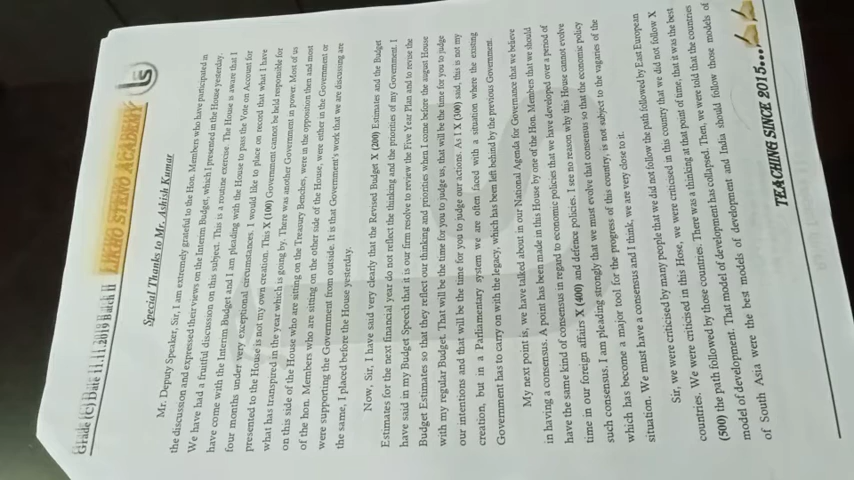 Grade (C) Date 11.11.2019 Batch II LIKHO STENO ACADEMY
Special Thanks to Mr. Ashish Kumar
Mr. Deputy Speaker, Sir, I am extremely grateful to the Hon. Members who have participated in
the discussion and expressed their views on the Interim Budget, which I presented in the House yesterday.
We have had a fruitful discussion on this subject. This is a routine exercise. The House is aware that I
have come with the Interim Budget and I am pleading with the House to pass the Vote on Account for
four months under very exceptional circumstances. I would like to place on record that what I have
presented to the House is not my own creation. This X (100) Government cannot be held responsible for
what has transpired in the year which is going by. There was another Government in power. Most of us
on this side of the House who are sitting on the Treasury Benches, were in the opposition then and most
of the hon. Members who are sitting on the other side of the House, were either in the Government or
were supporting the Government from outside. It is that Government's work that we are discussing are
the same, I placed before the House yesterday.
Now, Sir, I have said very clearly that the Revised Budget X (200) Estimates and the Budget
Estimates for the next financial year do not reflect the thinking and the priorities of my Government. I
have said in my Budget Speech that it is our firm resolve to review the Five Year Plan and to revise the
Budget Estimates so that they reflect our thinking and priorities when I come before the august House
with my regular Budget. That will be the time for you to judge us, that will be the time for you to judge
our intentions and that will be the time for you to judge our actions. As I X (300) said, this is not my
creation, but in a Parliamentary system we are often faced with a situation where the existing
Government has to carry on with the legacy, which has been left behind by the previous Government.
My next point is, we have talked about in our National Agenda for Governance that we believe
in having a consensus. A point has been made in this House by one of the Hon. Members that we should
have the same kind of consensus in regard to economic policies that we have developed over a period of
time in our foreign affairs X (400) and defence policies. I see no reason why this House cannot evolve
such consensus. I am pleading strongly that we must evolve that consensus so that the economic policy
which has become a major tool for the progress of this country, is not subject to the vagaries of the
situation. We must have a consensus and I think, we are very close to it.
Sir, we were criticised by many people that we did not follow the path followed by East European
countries. We were criticised in this Hose, we were criticised in this country that we did not follow X
(500) the path followed by those countries. There was a thinking at that point of time, that it was the best
model of development. That model of development has collapsed. Then, we were told that the countries
of South Asia were the best models of development and India should follow those models of
TEACHING SINCE 2015...